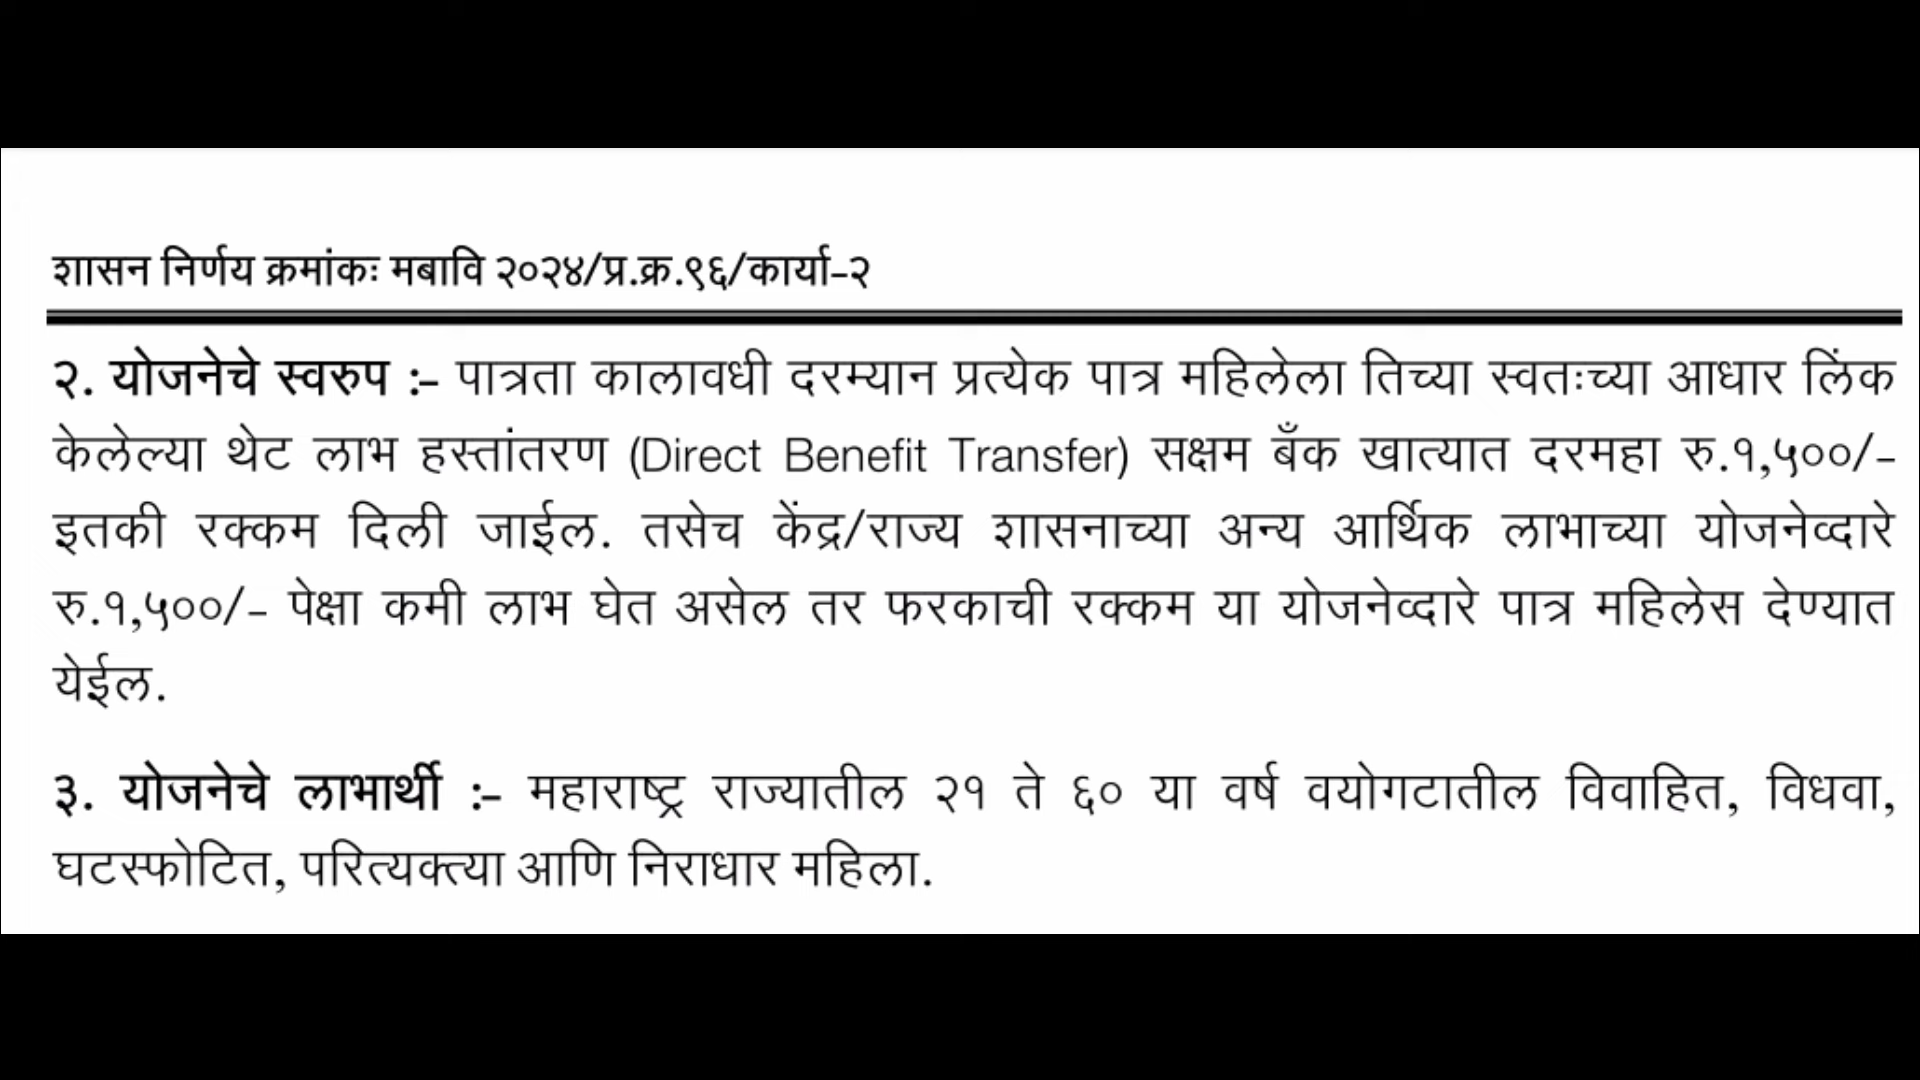 शासन निर्णय क्रमांकः मबावि २०२४/प्र.क्र.९६/कार्या-२
२. योजनेचे स्वरुप :- पात्रता कालावधी दरम्यान प्रत्येक पात्र महिलेला तिच्या स्वतःच्या आधार लिंक
केलेल्या थेट लाभ हस्तांतरण (Direct Benefit Transfer) सक्षम बँक खात्यात दरमहा रु.१,५००/-
इतकी रक्कम दिली जाईल. तसेच केंद्र/राज्य शासनाच्या अन्य आर्थिक लाभाच्या योजनेव्दारे
रु.१,५००/- पेक्षा कमी लाभ घेत असेल तर फरकाची रक्कम या योजनेव्दारे पात्र महिलेस देण्यात
येईल.
३. योजनेचे लाभार्थी :- महाराष्ट्र राज्यातील २१ ते ६० या वर्ष वयोगटातील विवाहित, विधवा,
घटस्फोटित, परित्यक्त्या आणि निराधार महिला.